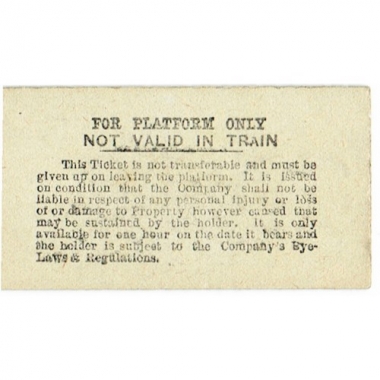 FOR PLATFORM ONLY
NOT VALID IN TRAIN
This Ticket is not transferable and must be
given up on leaving the platform. It is issued
on condition that the Company shall not be
liable in respect of any personal injury or loss
of or damage to Property however caused that
may be sustained by the holder. It is only
available for one hour on the date it bears and
the holder is subject to the Company's Bye-
Laws & Regulations.